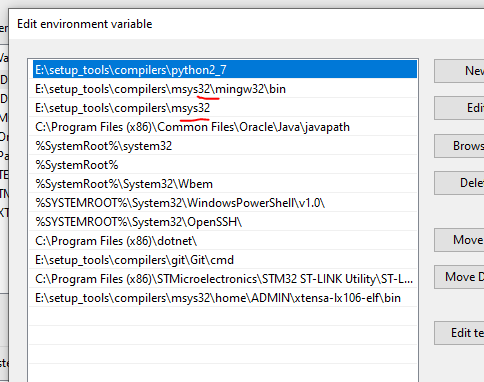 Edit environment variable
E:\setup_tools\compilers\python2_7
E:\setup_tools\compilers\msys32\mingw32\bin
E:\setup_tools\compilers\msys32
C:\Program Files (x86)\Common Files\Oracle\Java\javapath
%SystemRoot%\system32
%SystemRoot%
%SystemRoot%\System32\Wbem
%SYSTEMROOT%\System32\WindowsPowerShell\v1.0\
%SYSTEMROOT%\System32\OpenSSH\
C:\Program Files (x86)\dotnet\
E:\setup_tools\compilers\git\Git\cmd
C:\Program Files (x86)\STMicroelectronics\STM32 ST-LINK Utility\ST-L...
E:\setup_tools\compilers\msys32\home\ADMIN\xtensa-lx106-elf\bin
New
Edi
Brows
Dele
Move
Move D
Edit te